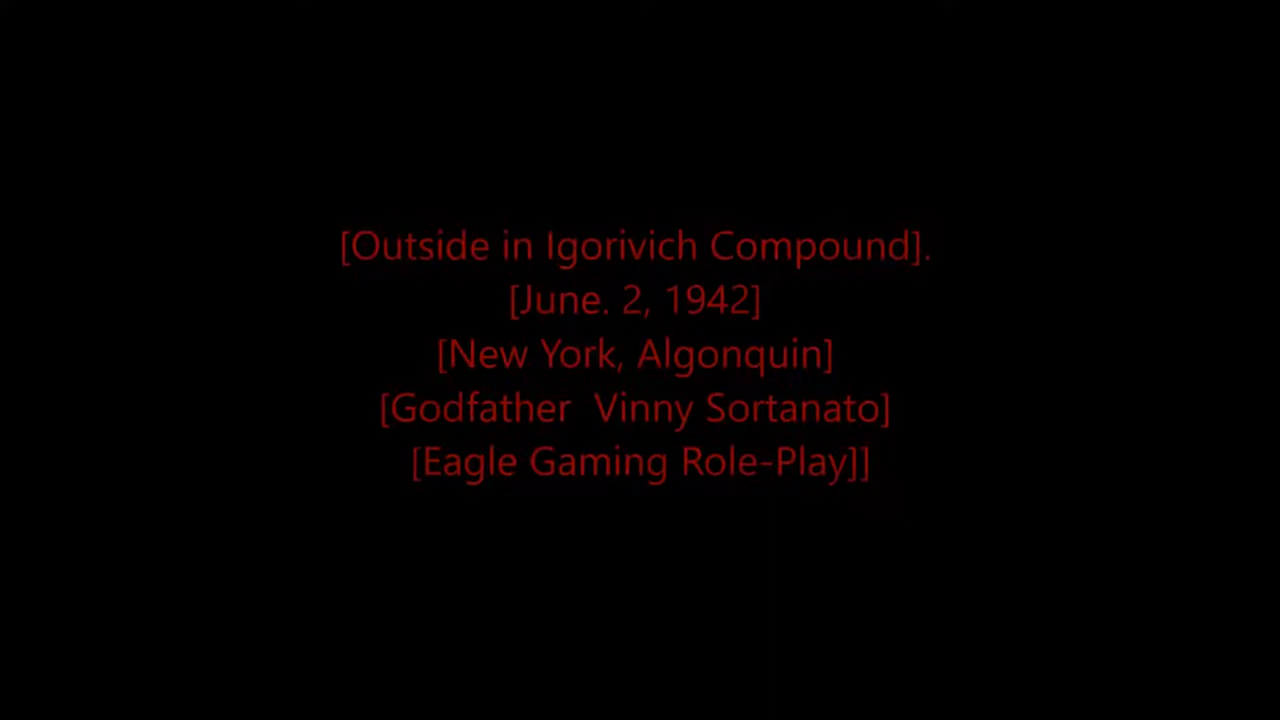 [Outside in Igorivich Compound].
[June. 2, 1942]
[New York, Algonquin]
[Godfather  Vinny Sortanato]
[Eagle Gaming Role-Play]]